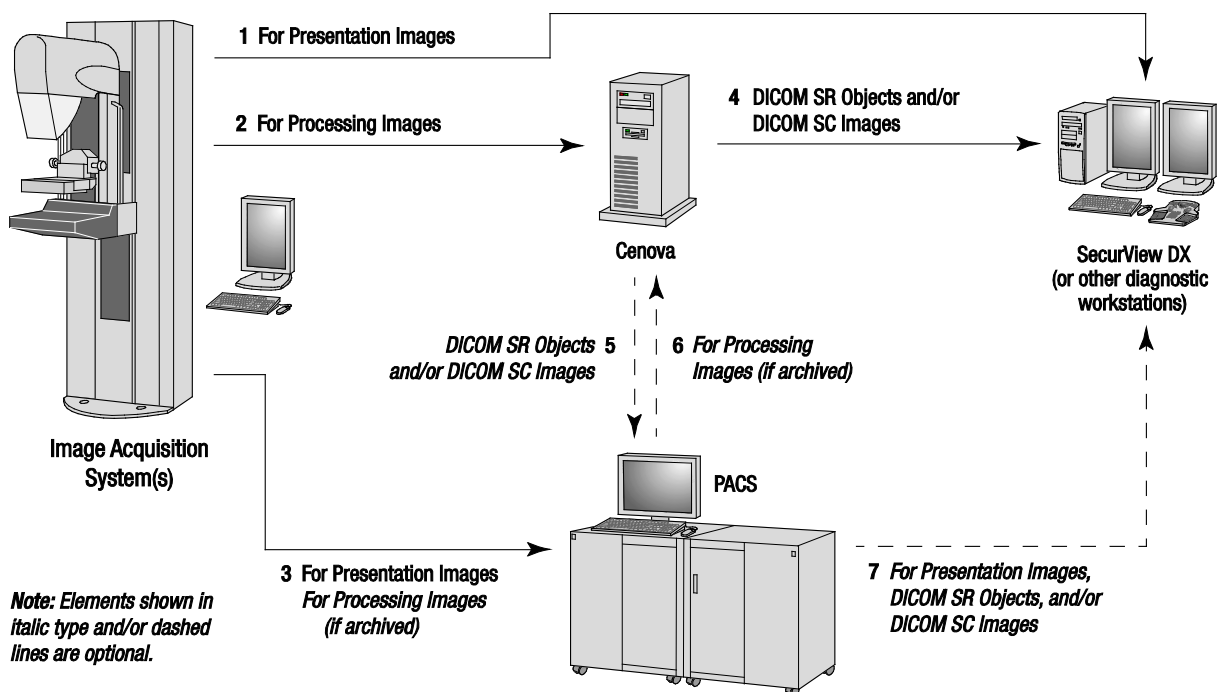 1 For Presentation Images
2 For Processing Images
4 DICOM SR Objects and/or
DICOM SC Images
Cenova
SecurView DX
(or other diagnostic
workstations)
DICOM SR Objects 5
and/or DICOM SC Images
6 For Processing
Images (if archived)
Image Acquisition
System(s)
PACS
3 For Presentation Images
For Processing Images
(if archived)
7 For Presentation Images,
DICOM SR Objects, and/or
DICOM SC Images
Note: Elements shown in
italic type and/or dashed
lines are optional.